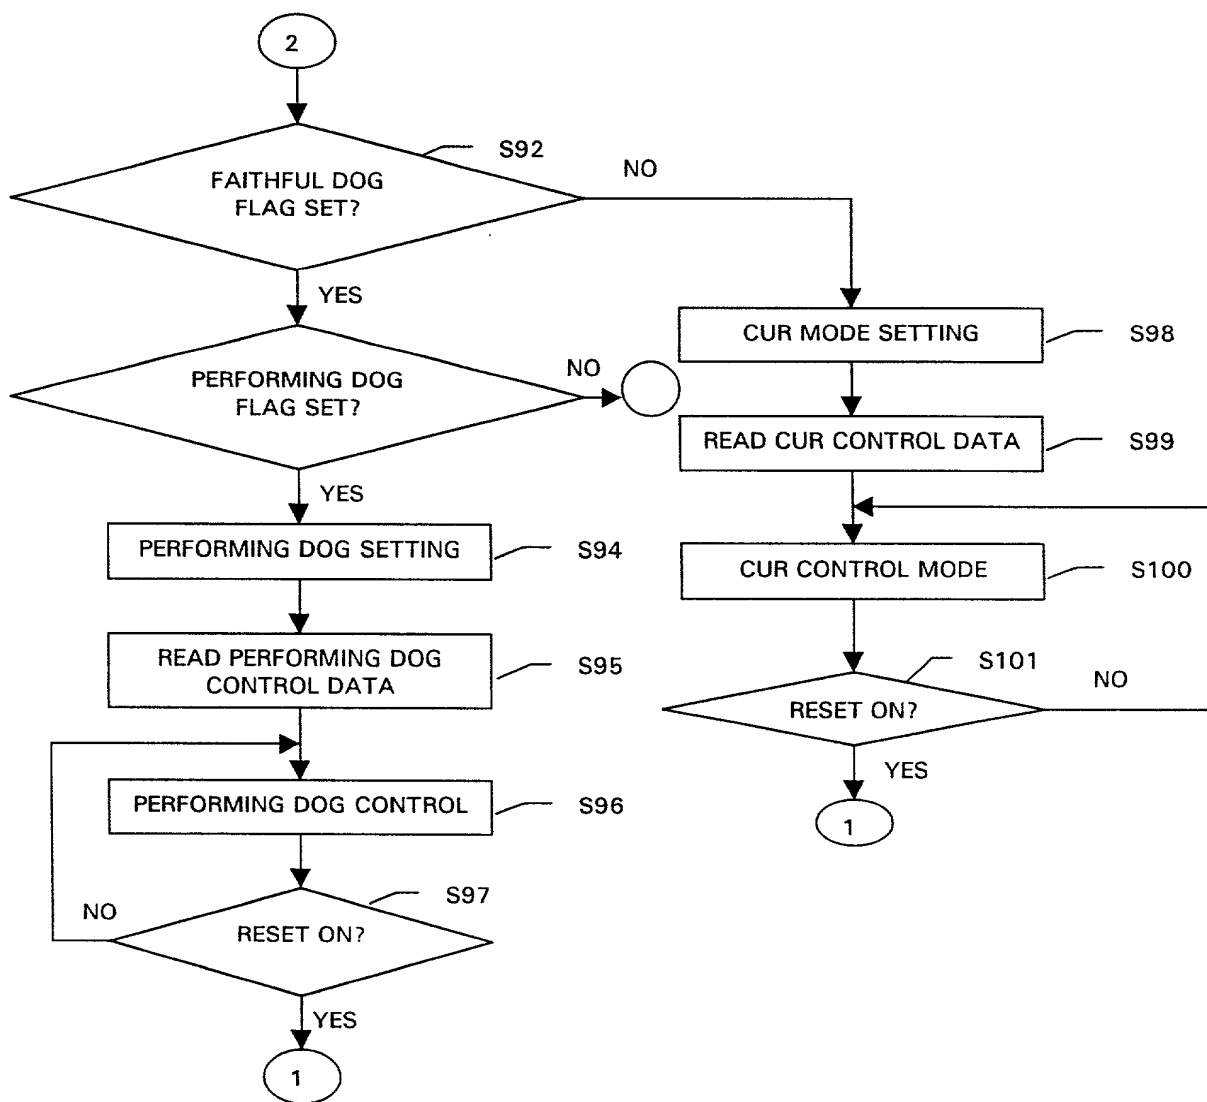 2
S92
FAITHFUL DOG
FLAG SET?
NO
YES
PERFORMING DOG
FLAG SET?
NO
YES
PERFORMING DOG SETTING
S94
READ PERFORMING DOG
CONTROL DATA
S95
PERFORMING DOG CONTROL
S96
S97
RESET ON?
NO
YES
1
CUR MODE SETTING
S98
READ CUR CONTROL DATA
S99
CUR CONTROL MODE
S100
S101
RESET ON?
NO
YES
1